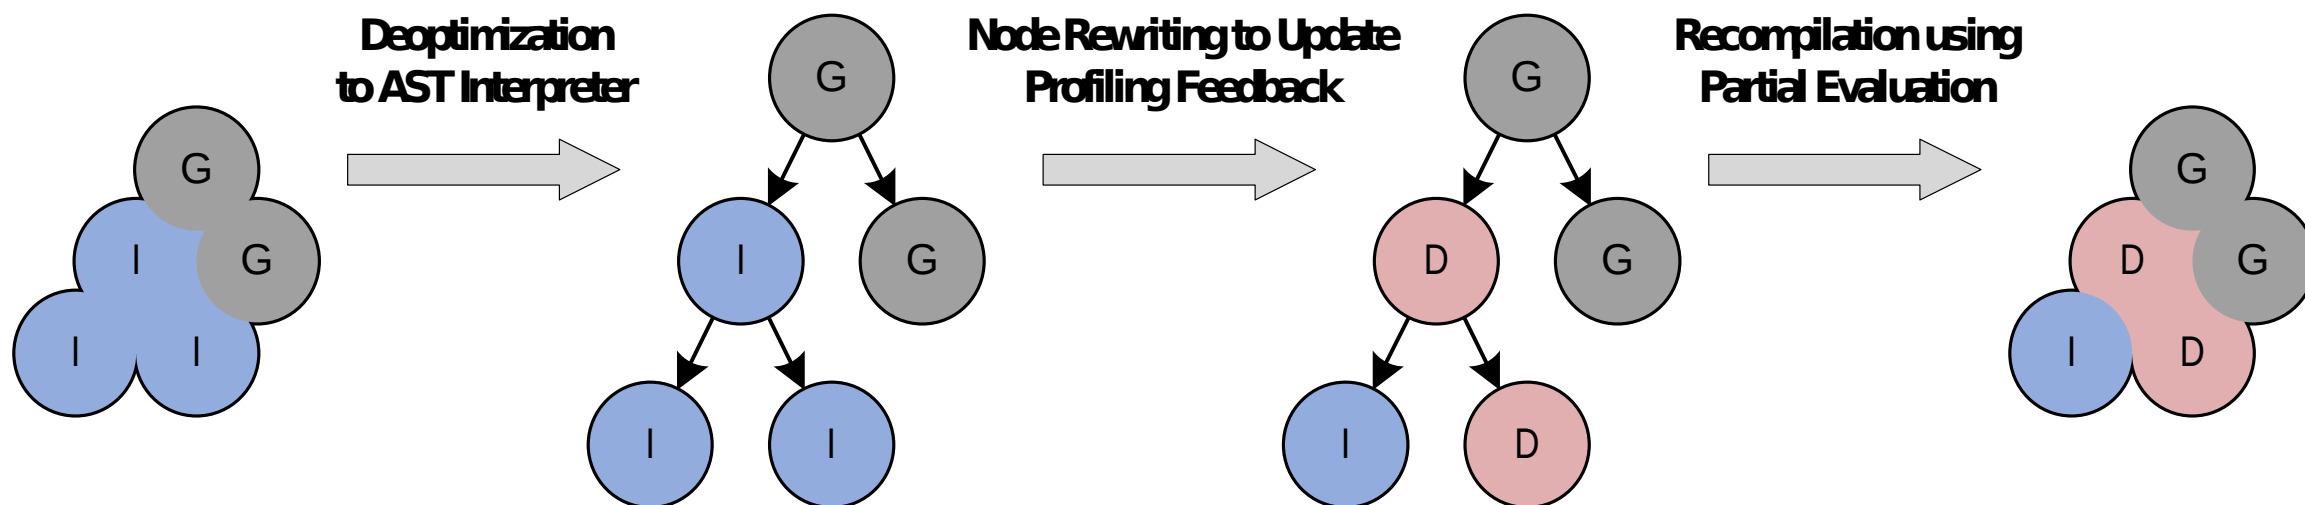 Deoptimization
to AST Interpreter
Node Rewriting to Update
Profiling Feedback
Recompilation using
Partial Evaluation
G
I
G
I
I
G
I
G
I
I
G
D
G
I
D
G
D
G
I
D